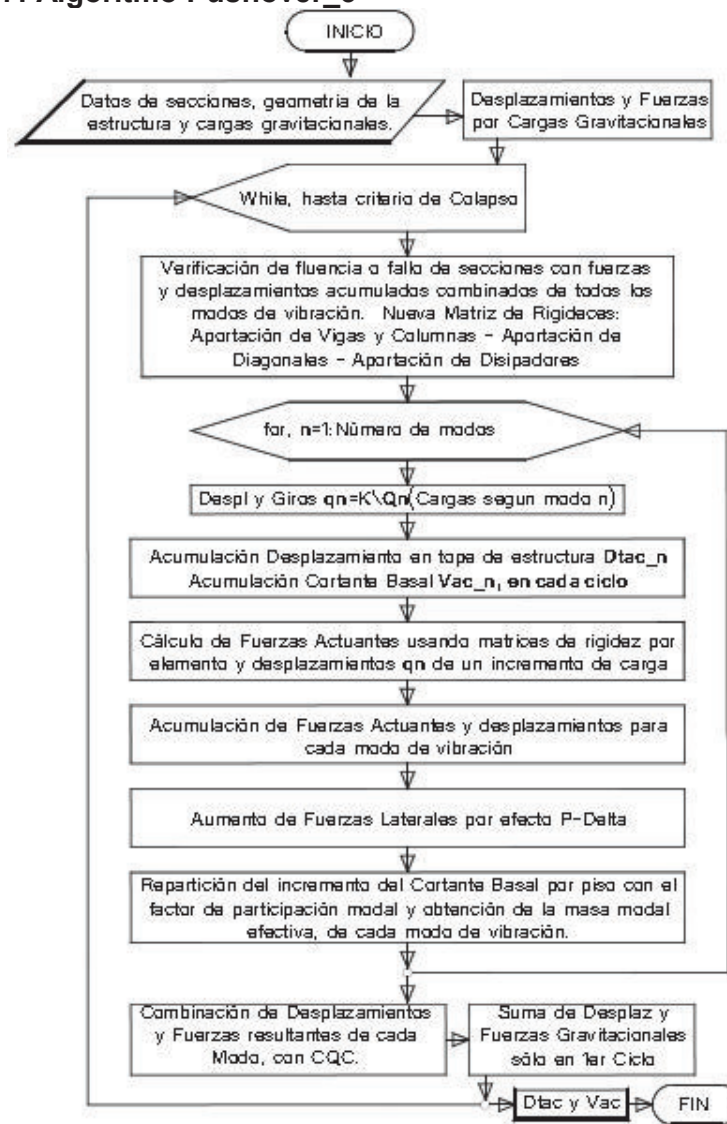 INICIO
Datos de secciones, geometría de la
estructura y cargas gravitacionales.
Desplazamientos y Fuerzas
por Cargas Gravitacionales
While, hasta criterio de Colapso
Verificación de fluencia o falla de secciones con fuerzas
y desplazamientos acumulados combinados de todos los
modos de vibración. Nueva Matriz de Rigideces:
Aportación de Vigas y Columnas - Aportación de
Diagonales - Aportación de Disipadores
for, n=1:Número de modos
Despl y Giros qn=K\Qn(Cargas segun modo n)
Acumulación Desplazamiento en tope de estructura Dtac_n
Acumulación Cortante Basal Vac_n, en cada ciclo
Cálculo de Fuerzas Actuantes usando matrices de rigidez por
elemento y desplazamientos qn de un incremento de carga
Acumulación de Fuerzas Actuantes y desplazamientos para
cada modo de vibración
Aumento de Fuerzas Laterales por efecto P-Delta
Repartición del incremento del Cortante Basal por piso con el
factor de participación modal y obtención de la masa modal
efectiva, de cada modo de vibración.
Combinación de Desplazamientos
y Fuerzas resultantes de cada
Modo, con CQC.
Suma de Desplaz y
Fuerzas Gravitacionales
sólo en 1er Ciclo
Dtac y Vac
FIN